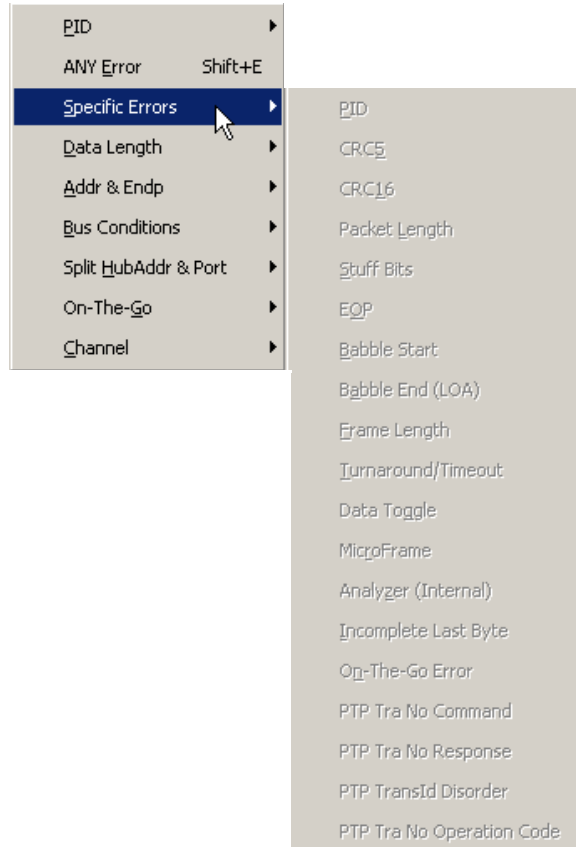 PID
ANY Error Shift+E
Specific Errors
Data Length
Addr & Endp
Bus Conditions
Split HubAddr & Port
On-The-Go
Channel
PID
CRC5
CRC16
Packet Length
Stuff Bits
EOP
Babble Start
Babble End (LOA)
Frame Length
Turnaround/Timeout
Data Toggle
MicroFrame
Analyzer (Internal)
Incomplete Last Byte
On-The-Go Error
PTP Tra No Command
PTP Tra No Response
PTP TransId Disorder
PTP Tra No Operation Code